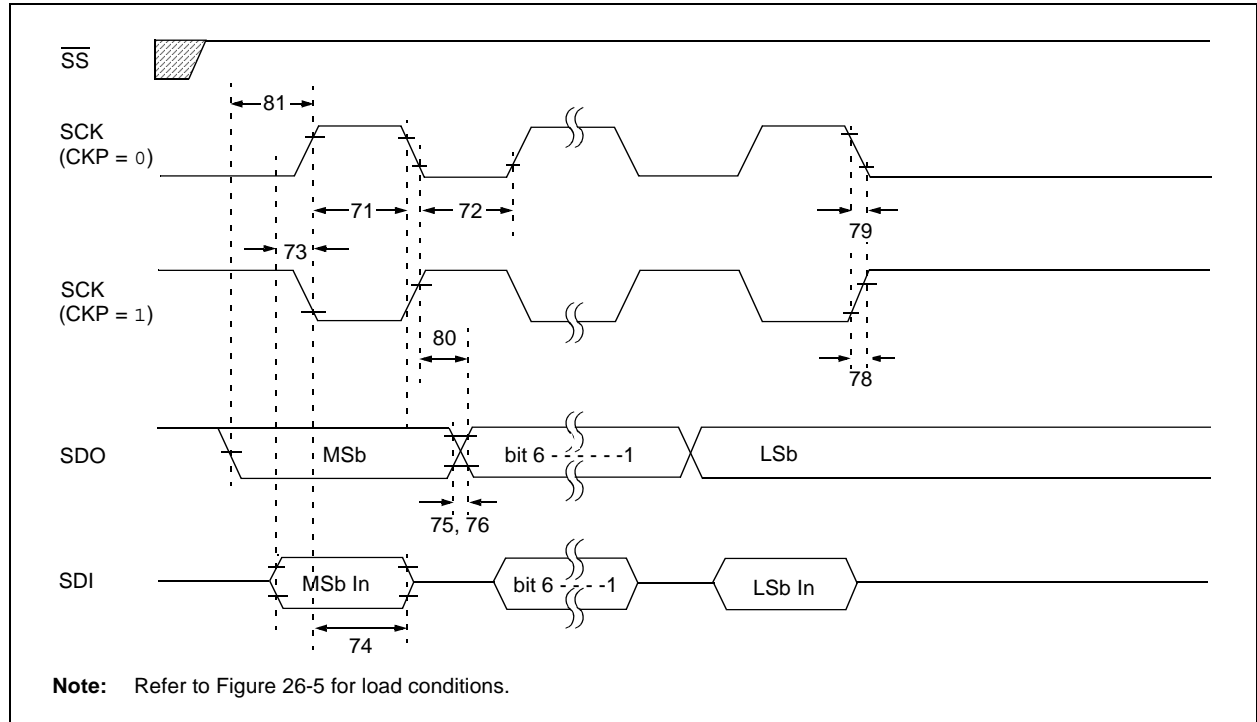 SS
81
SCK
(CKP = 0)
71
72
79
73
SCK
(CKP = 1)
80
78
SDO
MSb
bit 6 - - - - - - -1
LSb
75, 76
SDI
MSb In
bit 6 - - - - -1
LSb In
74
Note: Refer to Figure 26-5 for load conditions.